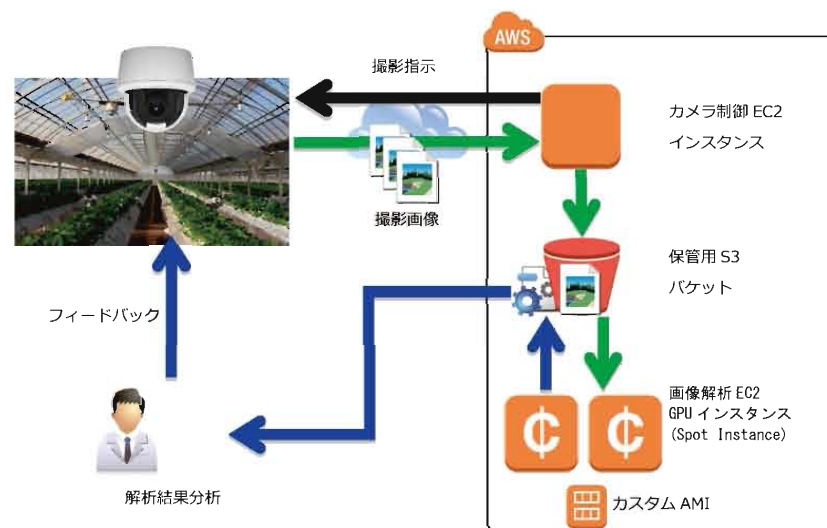 AWS
撮影指示
カメラ制御 EC2
インスタンス
撮影画像
保管用 S3
バケット
フィードバック
画像解析 EC2
GPU インスタンス
(Spot Instance)
解析結果分析
カスタム AMI